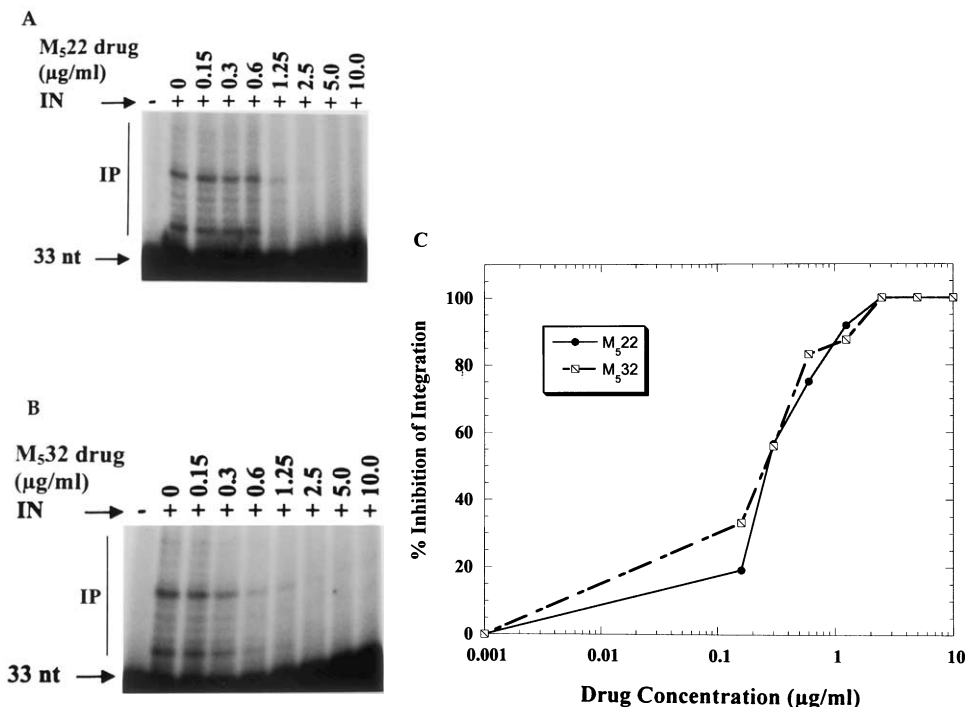 A
M₅22 drug
(µg/ml)
0 0.15 0.3 0.6 1.25 2.5 5.0 10.0
IN - + + + + + + + +
IP
33 nt
B
M₅32 drug
(µg/ml)
0 0.15 0.3 0.6 1.25 2.5 5.0 10.0
IN - + + + + + + + +
IP
33 nt
C
% Inhibition of Integration
100
80
60
40
20
0
M₅22
M₅32
0.001 0.01 0.1 1 10
Drug Concentration (µg/ml)